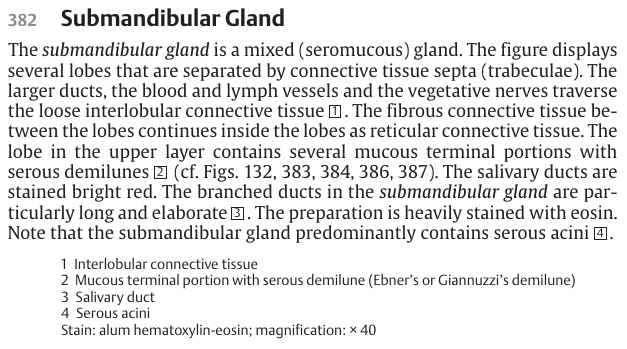 382 Submandibular Gland
The submandibular gland is a mixed (seromucous) gland. The figure displays
several lobes that are separated by connective tissue septa (trabeculae). The
larger ducts, the blood and lymph vessels and the vegetative nerves traverse
the loose interlobular connective tissue 1. The fibrous connective tissue be-
tween the lobes continues inside the lobes as reticular connective tissue. The
lobe in the upper layer contains several mucous terminal portions with
serous demilunes 2 (cf. Figs. 132, 383, 384, 386, 387). The salivary ducts are
stained bright red. The branched ducts in the submandibular gland are par-
ticularly long and elaborate 3. The preparation is heavily stained with eosin.
Note that the submandibular gland predominantly contains serous acini 4.
1 Interlobular connective tissue
2 Mucous terminal portion with serous demilune (Ebner's or Giannuzzi's demilune)
3 Salivary duct
4 Serous acini
Stain: alum hematoxylin-eosin; magnification: × 40